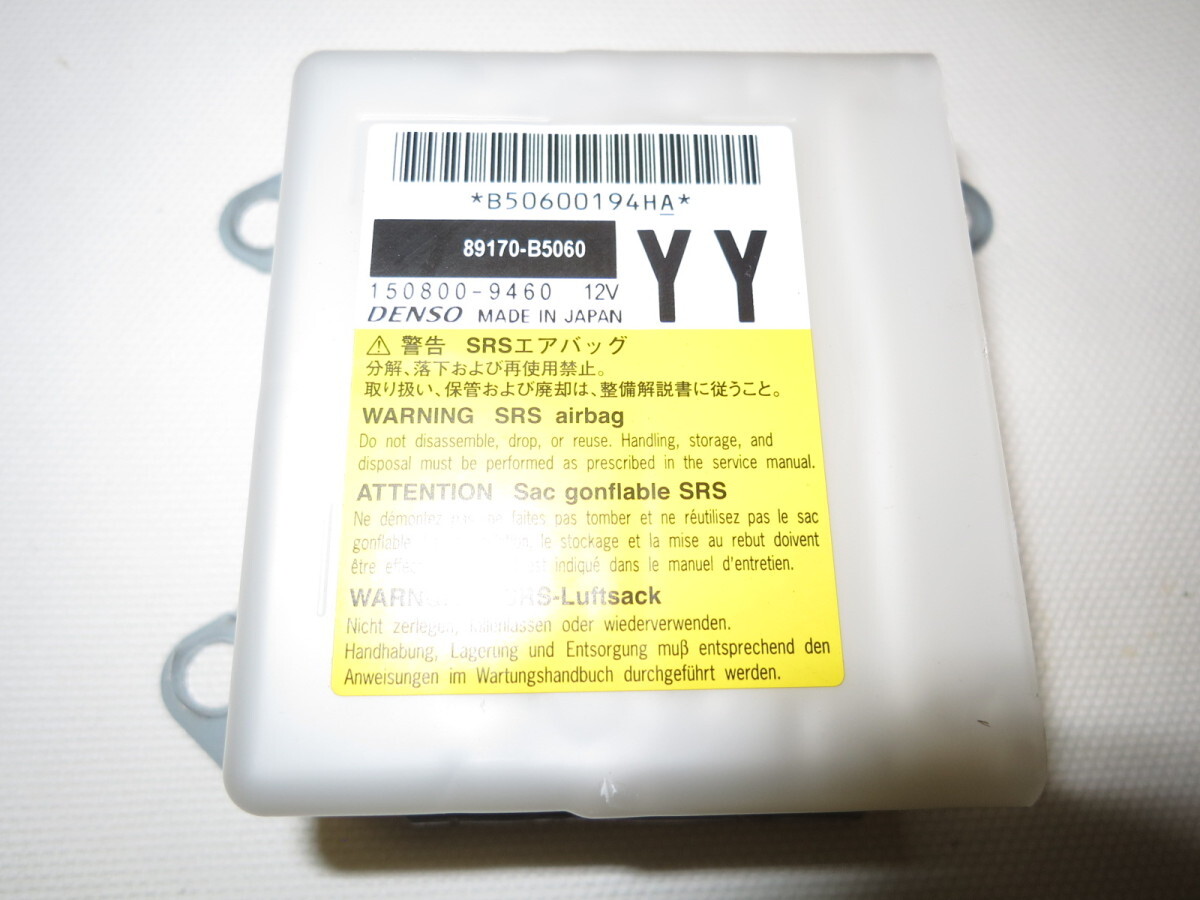 *B50600194HA*
89170-B5060
YY
150800-9460 12V
DENSO MADE IN JAPAN
⚠ 警告 SRSエアバッグ
分解、落下および再使用禁止。
取り扱い、保管および廃却は、整備解説書に従うこと。
WARNING SRS airbag
Do not disassemble, drop, or reuse. Handling, storage, and
disposal must be performed as prescribed in the service manual.
ATTENTION Sac gonflable SRS
Ne démontez pas, ne faites pas tomber et ne réutilisez pas le sac
gonflable le stockage et la mise au rebut doivent
être indiqué dans le manuel d'entretien.
SRS-Luftsack
Nicht zerlegen, fallenlassen oder wiederverwenden.
Handhabung, Lagerung und Entsorgung muβ entsprechend den
Anweisungen im Wartungshandbuch durchgeführt werden.